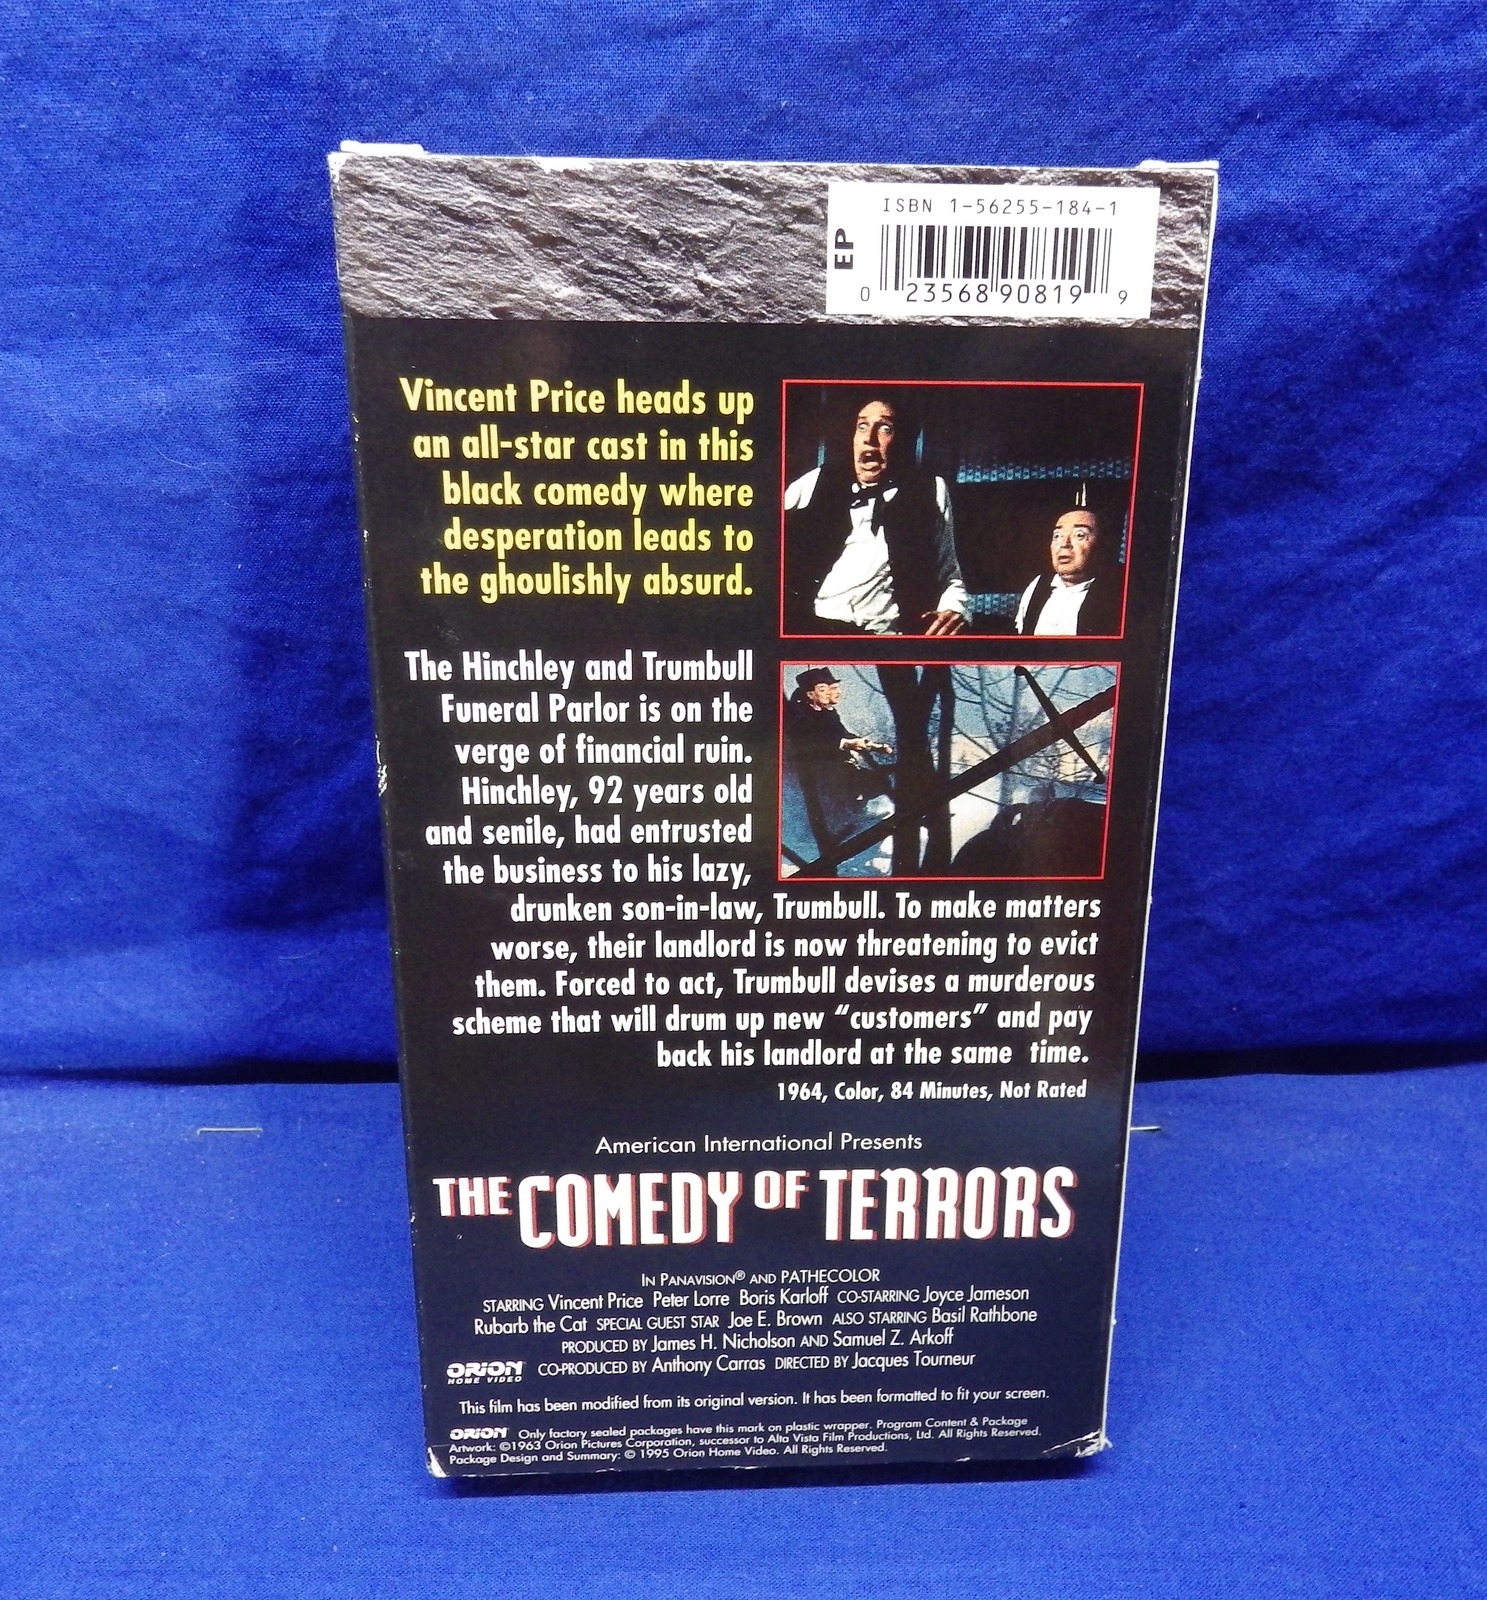 ISBN 1-56255-184-1
EP
0 23568 90819 9
Vincent Price heads up
an all-star cast in this
black comedy where
desperation leads to
the ghoulishly absurd.
The Hinchley and Trumbull
Funeral Parlor is on the
verge of financial ruin.
Hinchley, 92 years old
and senile, had entrusted
the business to his lazy,
drunken son-in-law, Trumbull. To make matters
worse, their landlord is now threatening to evict
them. Forced to act, Trumbull devises a murderous
scheme that will drum up new “customers” and pay
back his landlord at the same time.
1964, Color, 84 Minutes, Not Rated
American International Presents
THE COMEDY OF TERRORS
IN PANAVISION® AND PATHECOLOR
STARRING Vincent Price Peter Lorre Boris Karloff CO-STARRING Joyce Jameson
Rubarb the Cat SPECIAL GUEST STAR Joe E. Brown ALSO STARRING Basil Rathbone
PRODUCED BY James H. Nicholson AND Samuel Z. Arkoff
CO-PRODUCED BY Anthony Carras DIRECTED BY Jacques Tourneur
ORION
HOME VIDEO
This film has been modified from its original version. It has been formatted to fit your screen.
ORION Only factory sealed packages have this mark on plastic wrapper. Program Content & Package
Artwork: ©1963 Orion Pictures Corporation, successor to Alta Vista Film Productions, Ltd. All Rights Reserved.
Package Design and Summary: © 1995 Orion Home Video. All Rights Reserved.